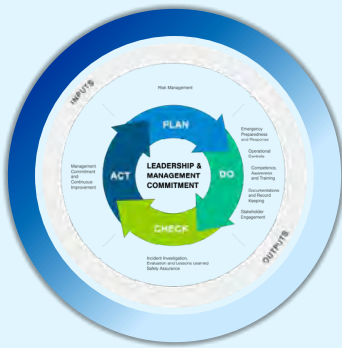 INPUTS
Risk Management
PLAN
Emergency
Preparedness
and Response
Operational
Controls
Competence,
Awareness
and Training
Documentations
and Record
Keeping
Stakeholder
Engagement
DO
LEADERSHIP &
MANAGEMENT
COMMITMENT
ACT
Management
Commitment
and
Continuous
Improvement
CHECK
Incident Investigation,
Evaluation and Lessons Learned
Safety Assurance
OUTPUTS